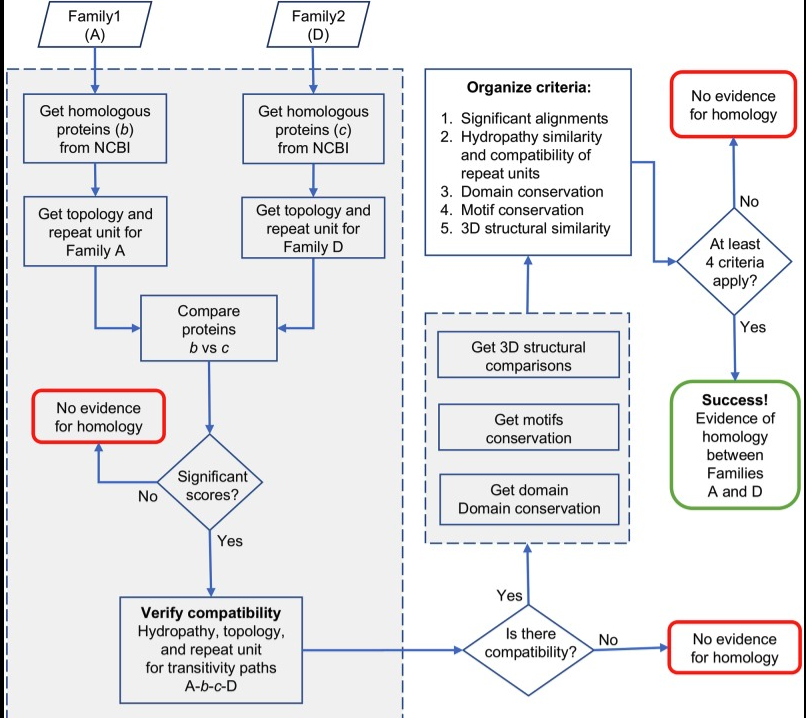 Family1
(A)
Family2
(D)
Get homologous
proteins (b)
from NCBI
Get homologous
proteins (c)
from NCBI
Get topology and
repeat unit for
Family A
Get topology and
repeat unit for
Family D
Compare
proteins
b vs c
No evidence
for homology
Significant
scores?
No
Yes
Verify compatibility
Hydropathy, topology,
and repeat unit
for transitivity paths
A-b-c-D
Is there
compatibility?
No
No evidence
for homology
Yes
Get domain
Domain conservation
Get motifs
conservation
Get 3D structural
comparisons
Organize criteria:
1. Significant alignments
2. Hydropathy similarity
and compatibility of
repeat units
3. Domain conservation
4. Motif conservation
5. 3D structural similarity
At least
4 criteria
apply?
No
No evidence
for homology
Yes
Success!
Evidence of
homology
between
Families
A and D